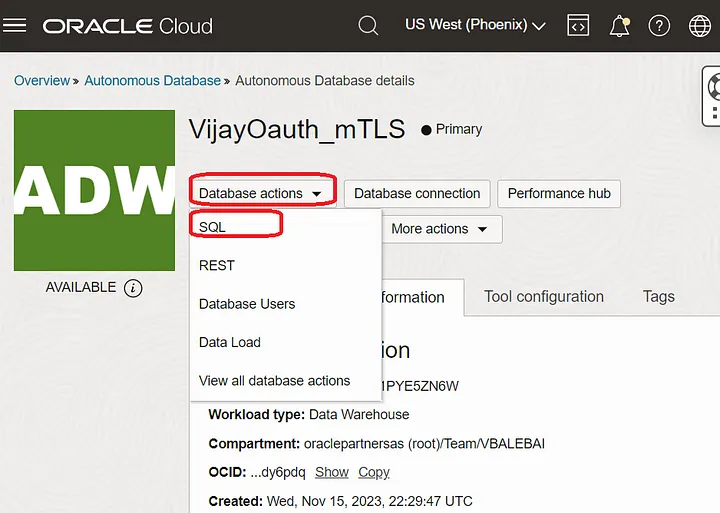 ORACLE Cloud
US West (Phoenix)
Overview » Autonomous Database » Autonomous Database details
ADW
AVAILABLE
VijayOauth_mTLS
Primary
Database actions
Database connection
Performance hub
More actions
SQL
REST
Database Users
Data Load
View all database actions
formation
Tool configuration
Tags
ion
1PYE5ZN6W
Workload type: Data Warehouse
Compartment: oraclepartnersas (root)/Team/VBALEBAI
OCID: ...dy6pdq Show Copy
Created: Wed, Nov 15, 2023, 22:29:47 UTC